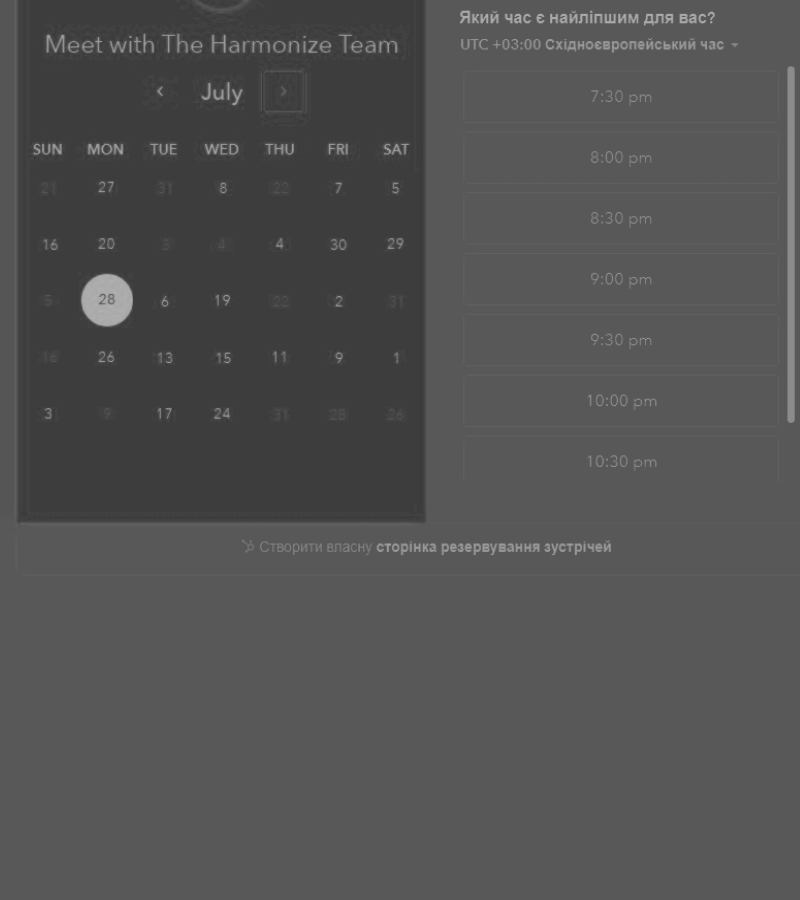 Meet with The Harmonize Team
July
SUN MON TUE WED THU FRI SAT
21 27 31 8 22 7 5
16 20 3 4 4 30 29
5 28 6 19 22 2 31
16 26 13 15 11 9 1
3 9 17 24 31 28 26
Який час є найліпшим для вас?
UTC +03:00 Східноєвропейський час
7:30 pm
8:00 pm
8:30 pm
9:00 pm
9:30 pm
10:00 pm
10:30 pm
Створити власну сторінка резервування зустрічей